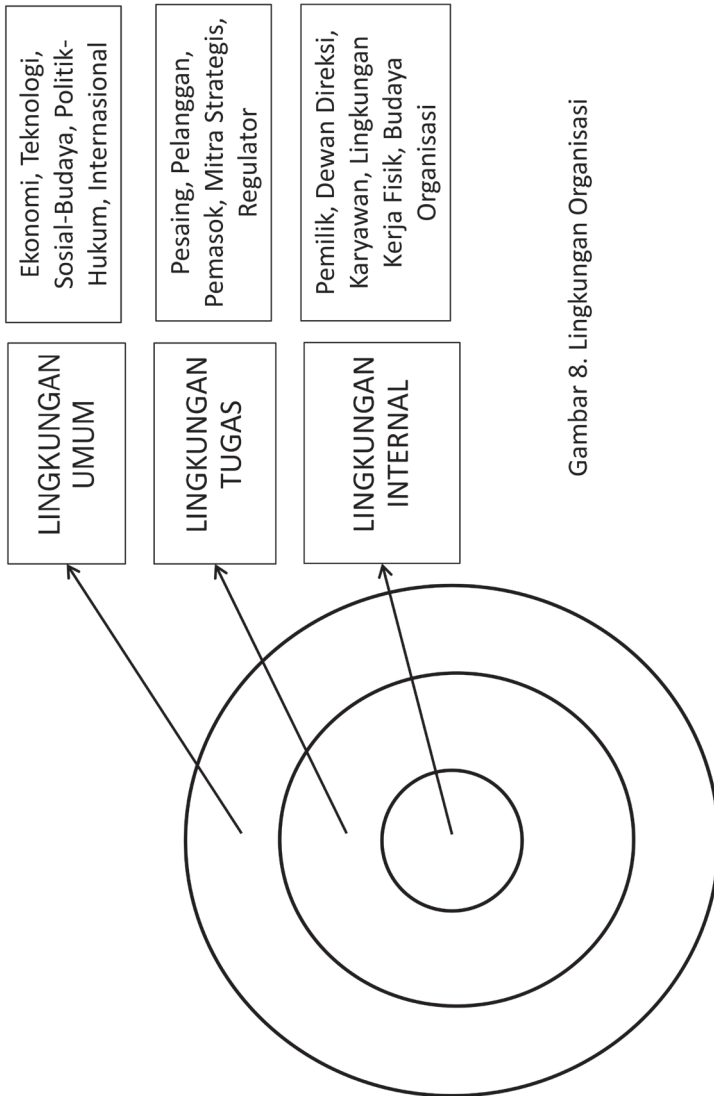 LINGKUNGAN
UMUM
Ekonomi, Teknologi,
Sosial-Budaya, Politik-
Hukum, Internasional
LINGKUNGAN
TUGAS
Pesaing, Pelanggan,
Pemasok, Mitra Strategis,
Regulator
LINGKUNGAN
INTERNAL
Pemilik, Dewan Direksi,
Karyawan, Lingkungan
Kerja Fisik, Budaya
Organisasi
Gambar 8. Lingkungan Organisasi